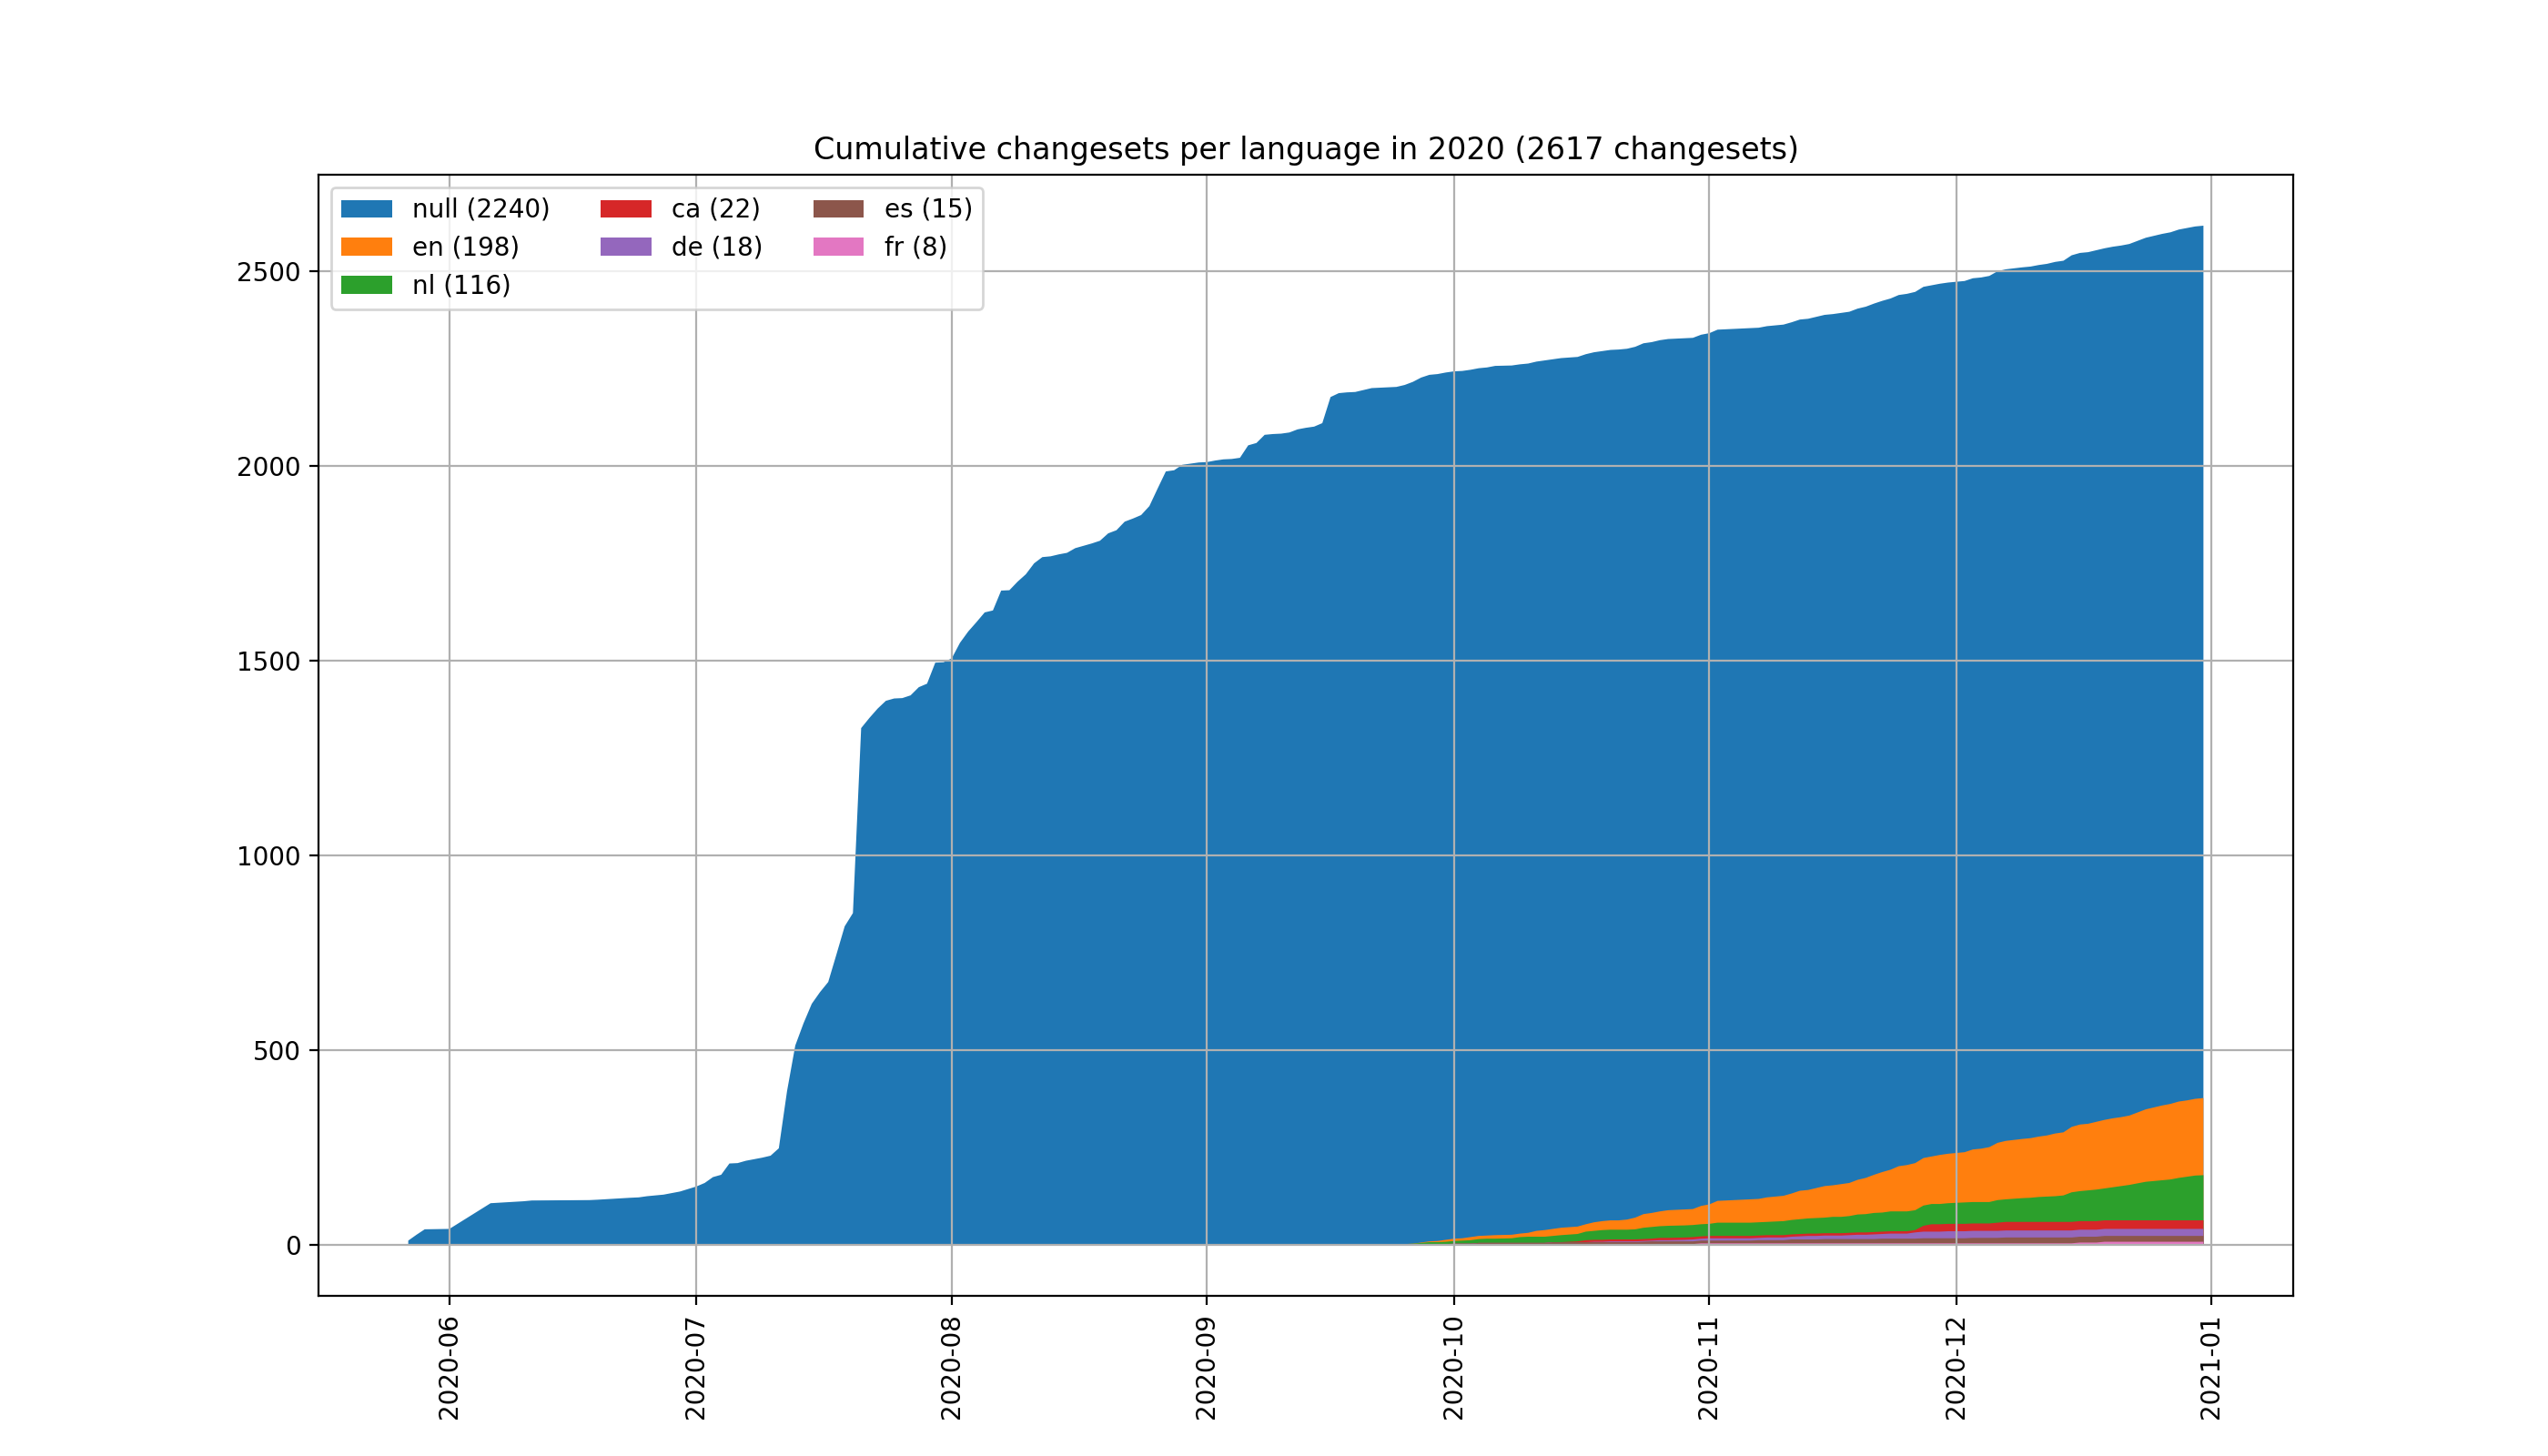 Cumulative changesets per language in 2020 (2617 changesets)
null (2240)
en (198)
nl (116)
ca (22)
de (18)
es (15)
fr (8)
2500
2000
1500
1000
500
0
2020-06
2020-07
2020-08
2020-09
2020-10
2020-11
2020-12
2021-01